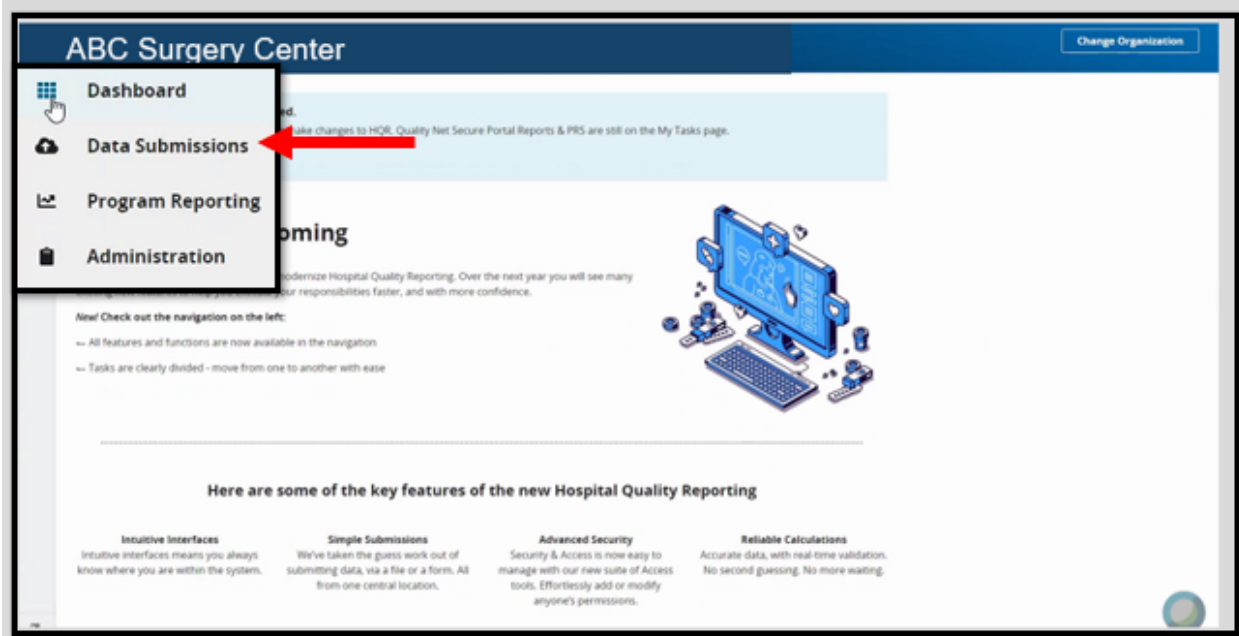 ABC Surgery Center
Change Organization
Dashboard
Data Submissions
Program Reporting
Administration
ed.
make changes to HQR. Quality Net Secure Portal Reports & PRS are still on the My Tasks page.
oming
modernize Hospital Quality Reporting. Over the next year you will see many
your responsibilities faster, and with more confidence.
New! Check out the navigation on the left:
← All features and functions are now available in the navigation
← Tasks are clearly divided - move from one to another with ease
Here are some of the key features of the new Hospital Quality Reporting
Intuitive Interfaces
Intuitive interfaces means you always
know where you are within the system.
Simple Submissions
We've taken the guess work out of
submitting data, via a file or a form. All
from one central location.
Advanced Security
Security & Access is now easy to
manage with our new suite of Access
tools. Effortlessly add or modify
anyone's permissions.
Reliable Calculations
Accurate data, with real-time validation.
No second guessing. No more waiting.